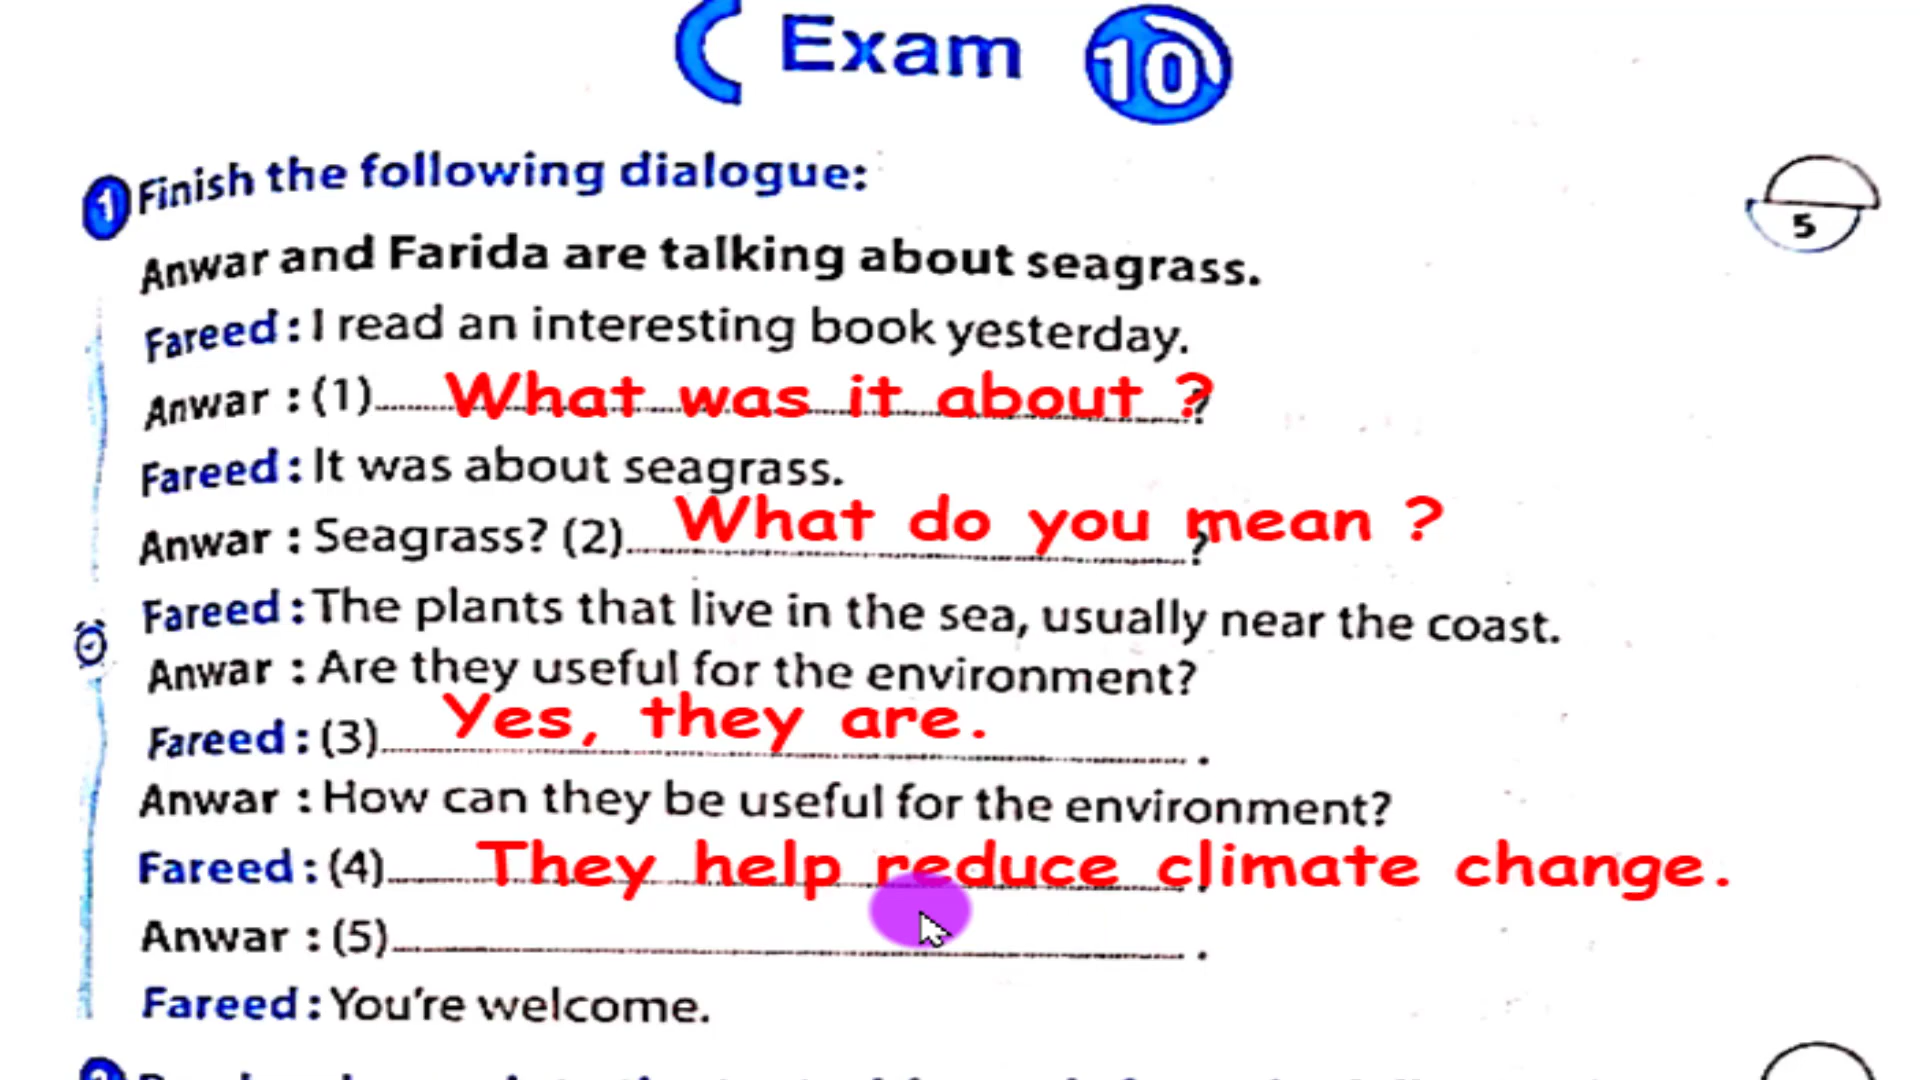 Exam 10
1 Finish the following dialogue:
5
Anwar and Farida are talking about seagrass.
Fareed : I read an interesting book yesterday.
Anwar : (1) What was it about ?
Fareed : It was about seagrass.
Anwar : Seagrass? (2) What do you mean ?
Fareed : The plants that live in the sea, usually near the coast.
Anwar : Are they useful for the environment?
Fareed : (3) Yes, they are.
Anwar : How can they be useful for the environment?
Fareed : (4) They help reduce climate change.
Anwar : (5) .
Fareed : You're welcome.